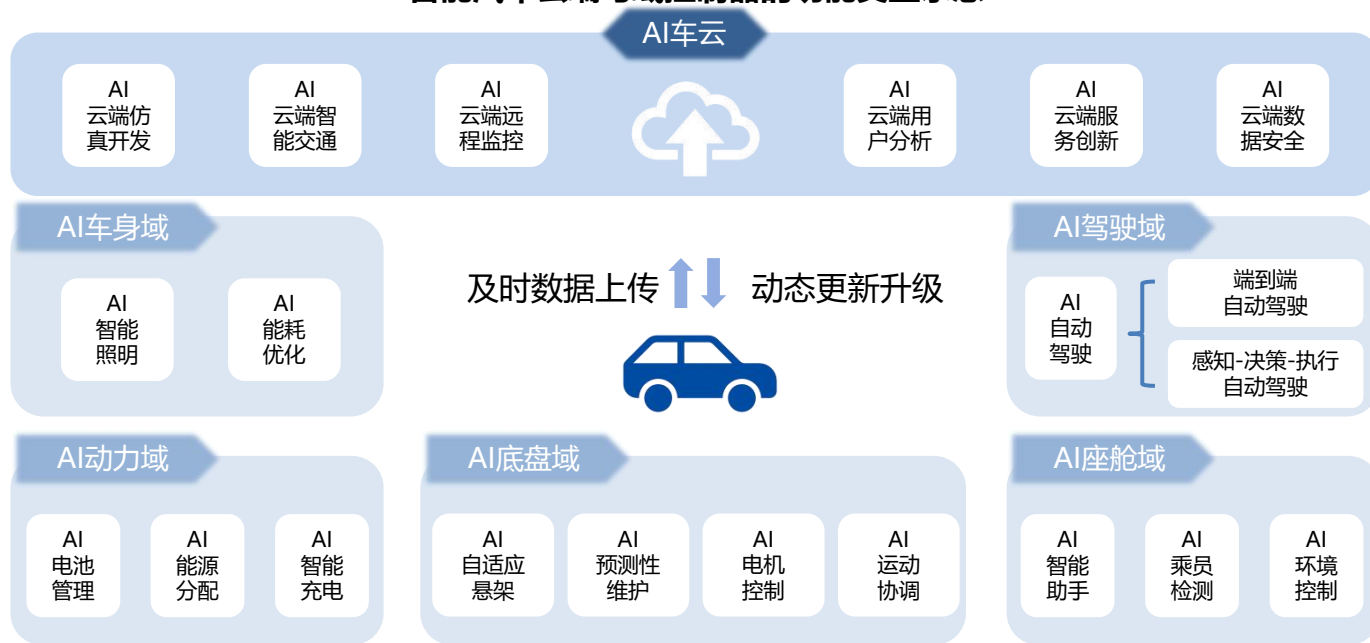 AI车云
AI
云端仿
真开发
AI
云端智
能交通
AI
云端远
程监控
AI
云端用
户分析
AI
云端服
务创新
AI
云端数
据安全
AI车身域
AI
智能
照明
AI
能耗
优化
及时数据上传 动态更新升级
AI驾驶域
AI
自动
驾驶
端到端
自动驾驶
感知-决策-执行
自动驾驶
AI动力域
AI
电池
管理
AI
能源
分配
AI
智能
充电
AI底盘域
AI
自适应
悬架
AI
预测性
维护
AI
电机
控制
AI
运动
协调
AI座舱域
AI
智能
助手
AI
乘员
检测
AI
环境
控制